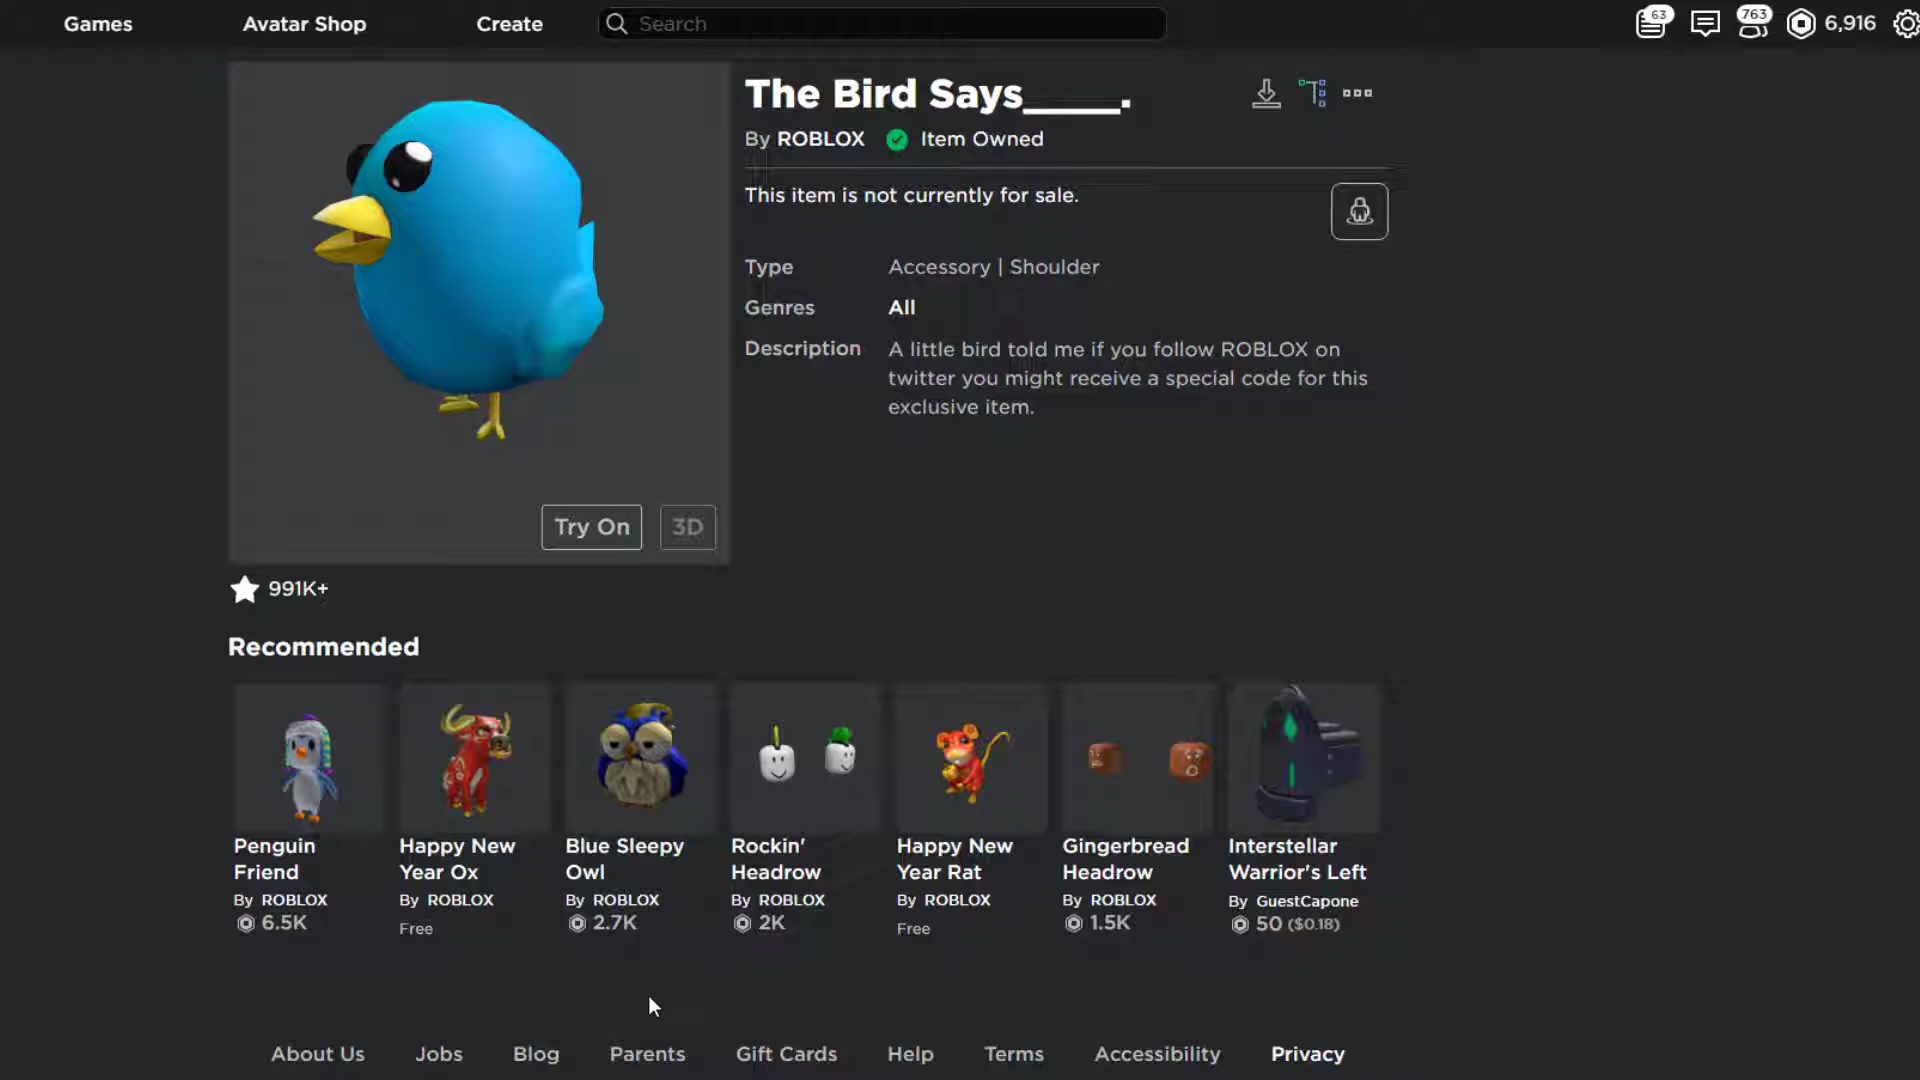 Games
Avatar Shop
Create
Search
63
763
6,916
The Bird Says____.
By ROBLOX Item Owned
This item is not currently for sale.
Type Accessory | Shoulder
Genres All
Description A little bird told me if you follow ROBLOX on
twitter you might receive a special code for this
exclusive item.
Try On
3D
991K+
Recommended
Penguin
Friend
By ROBLOX
6.5K
Happy New
Year Ox
By ROBLOX
Free
Blue Sleepy
Owl
By ROBLOX
2.7K
Rockin'
Headrow
By ROBLOX
2K
Happy New
Year Rat
By ROBLOX
Free
Gingerbread
Headrow
By ROBLOX
1.5K
Interstellar
Warrior's Left
By GuestCapone
50 ($0.18)
About Us
Jobs
Blog
Parents
Gift Cards
Help
Terms
Accessibility
Privacy